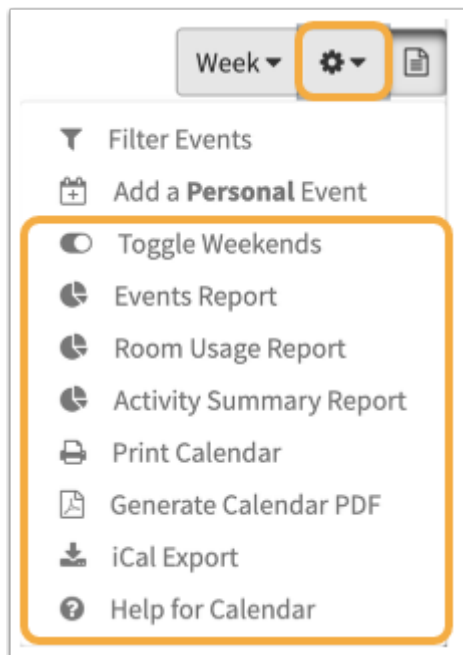 Week
Filter Events
Add a Personal Event
Toggle Weekends
Events Report
Room Usage Report
Activity Summary Report
Print Calendar
Generate Calendar PDF
iCal Export
Help for Calendar